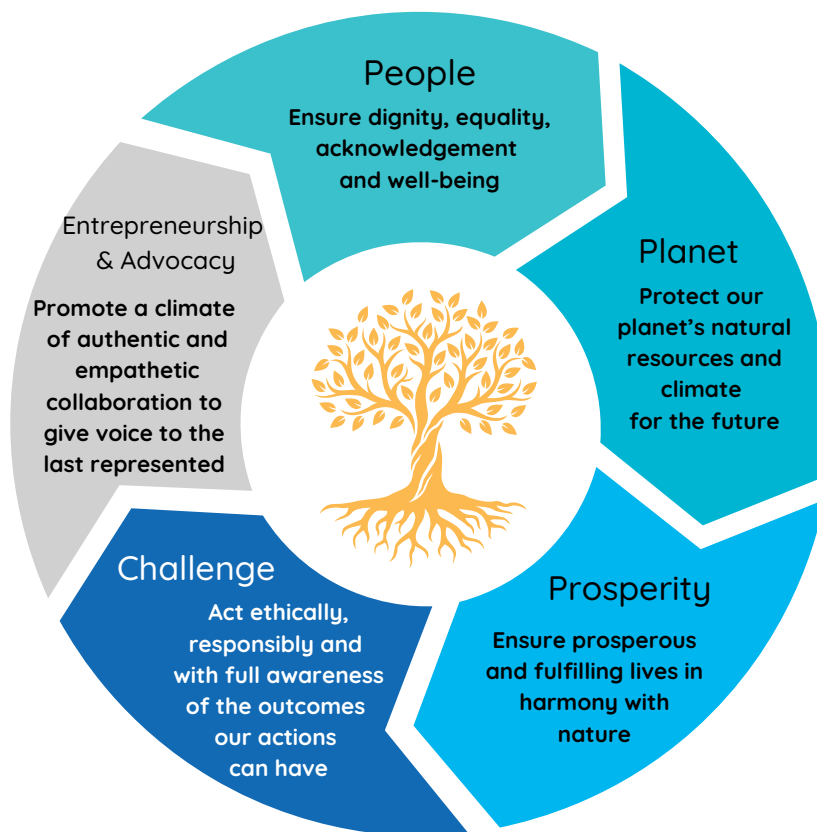 People
Ensure dignity, equality,
acknowledgement
and well-being
Planet
Protect our
planet's natural
resources and
climate
for the future
Prosperity
Ensure prosperous
and fulfilling lives in
harmony with
nature
Challenge
Act ethically,
responsibly and
with full awareness
of the outcomes
our actions
can have
Entrepreneurship
& Advocacy
Promote a climate
of authentic and
empathetic
collaboration to
give voice to the
last represented